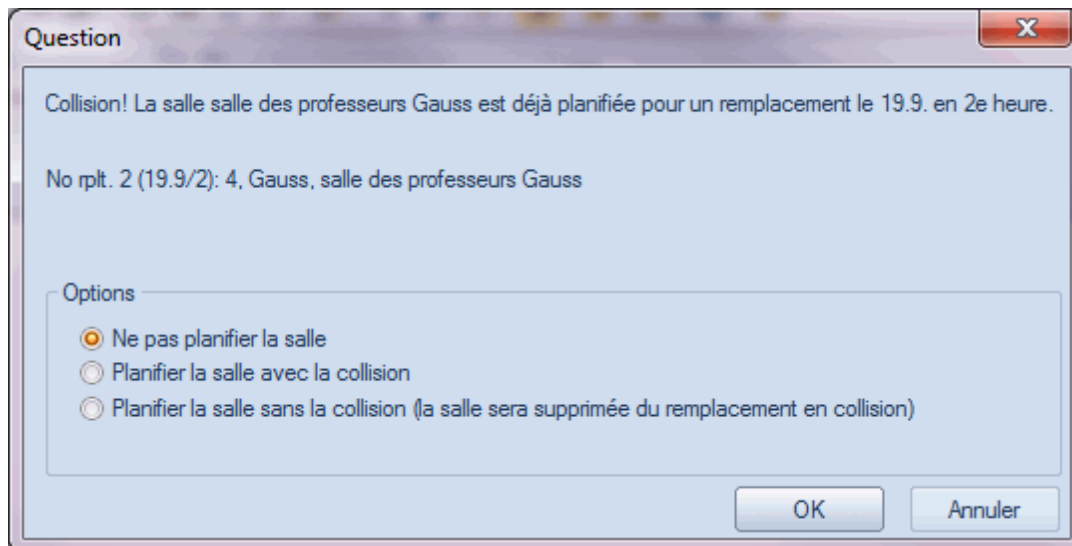 Question
Collision! La salle salle des professeurs Gauss est déjà planifiée pour un remplacement le 19.9. en 2e heure.
No rplt. 2 (19.9/2): 4, Gauss, salle des professeurs Gauss
Options
Ne pas planifier la salle
Planifier la salle avec la collision
Planifier la salle sans la collision (la salle sera supprimée du remplacement en collision)
OK Annuler